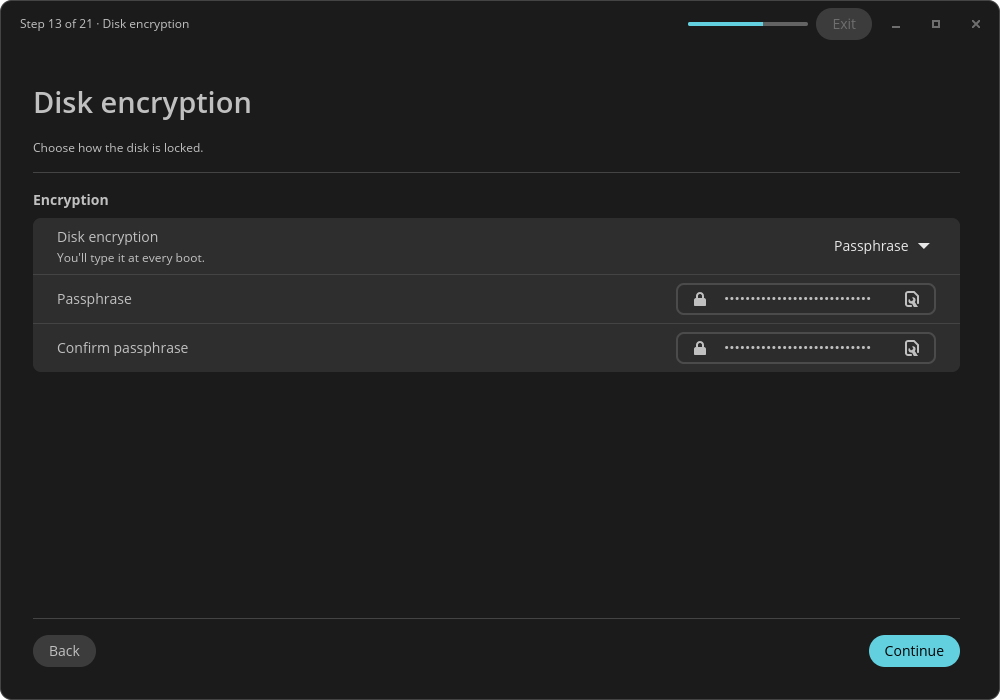 Step 13 of 21 · Disk encryption
Exit
Disk encryption
Choose how the disk is locked.
Encryption
Disk encryption
You'll type it at every boot.
Passphrase
Passphrase
Confirm passphrase
Back
Continue